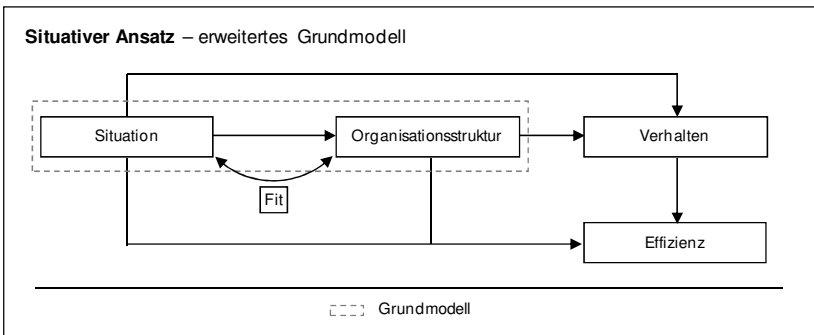 Situativer Ansatz – erweitertes Grundmodell
Situation
Organisationsstruktur
Verhalten
Fit
Effizienz
Grundmodell